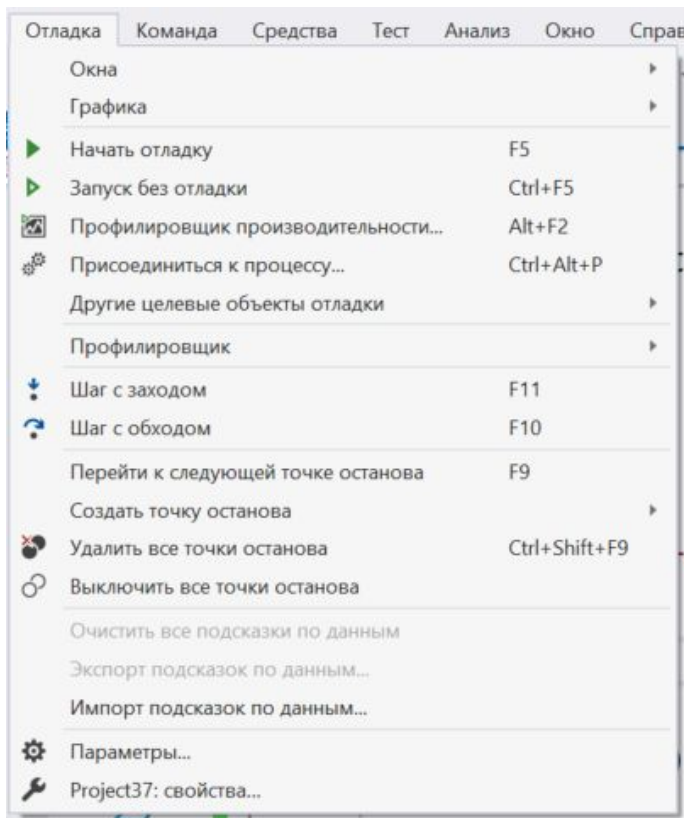 Отладка Команда Средства Тест Анализ Окно Справ
Окна
Графика
Начать отладку F5
Запуск без отладки Ctrl+F5
Профилировщик производительности... Alt+F2
Присоединиться к процессу... Ctrl+Alt+P
Другие целевые объекты отладки
Профилировщик
Шаг с заходом F11
Шаг с обходом F10
Перейти к следующей точке останова F9
Создать точку останова
Удалить все точки останова Ctrl+Shift+F9
Выключить все точки останова
Очистить все подсказки по данным
Экспорт подсказок по данным...
Импорт подсказок по данным...
Параметры...
Project37: свойства...